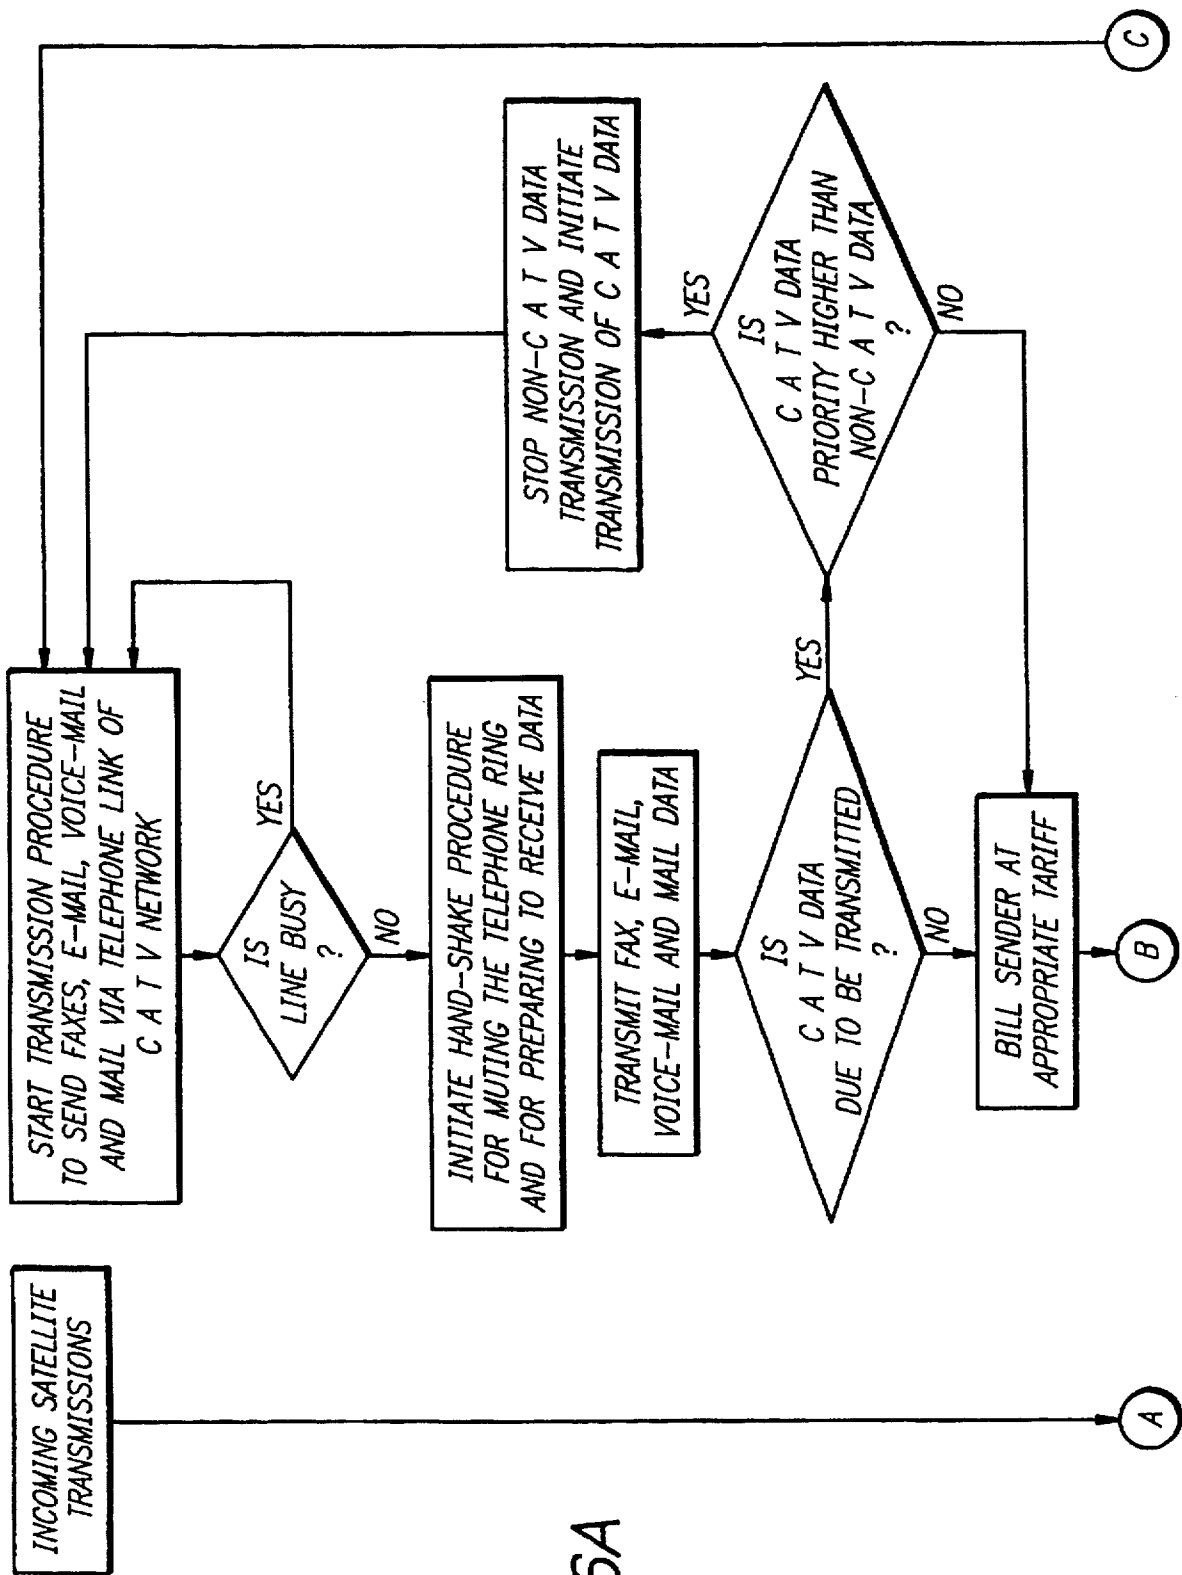 INCOMING SATELLITE
TRANSMISSIONS
A
6A
START TRANSMISSION PROCEDURE
TO SEND FAXES, E-MAIL, VOICE-MAIL
AND MAIL VIA TELEPHONE LINK OF
C A T V NETWORK
IS
LINE BUSY
?
YES
NO
INITIATE HAND-SHAKE PROCEDURE
FOR MUTING THE TELEPHONE RING
AND FOR PREPARING TO RECEIVE DATA
TRANSMIT FAX, E-MAIL,
VOICE-MAIL AND MAIL DATA
IS
C A T V DATA
DUE TO BE TRANSMITTED
?
YES
NO
BILL SENDER AT
APPROPRIATE TARIFF
B
STOP NON-C A T V DATA
TRANSMISSION AND INITIATE
TRANSMISSION OF C A T V DATA
YES
IS
C A T V DATA
PRIORITY HIGHER THAN
NON-C A T V DATA
?
NO
C